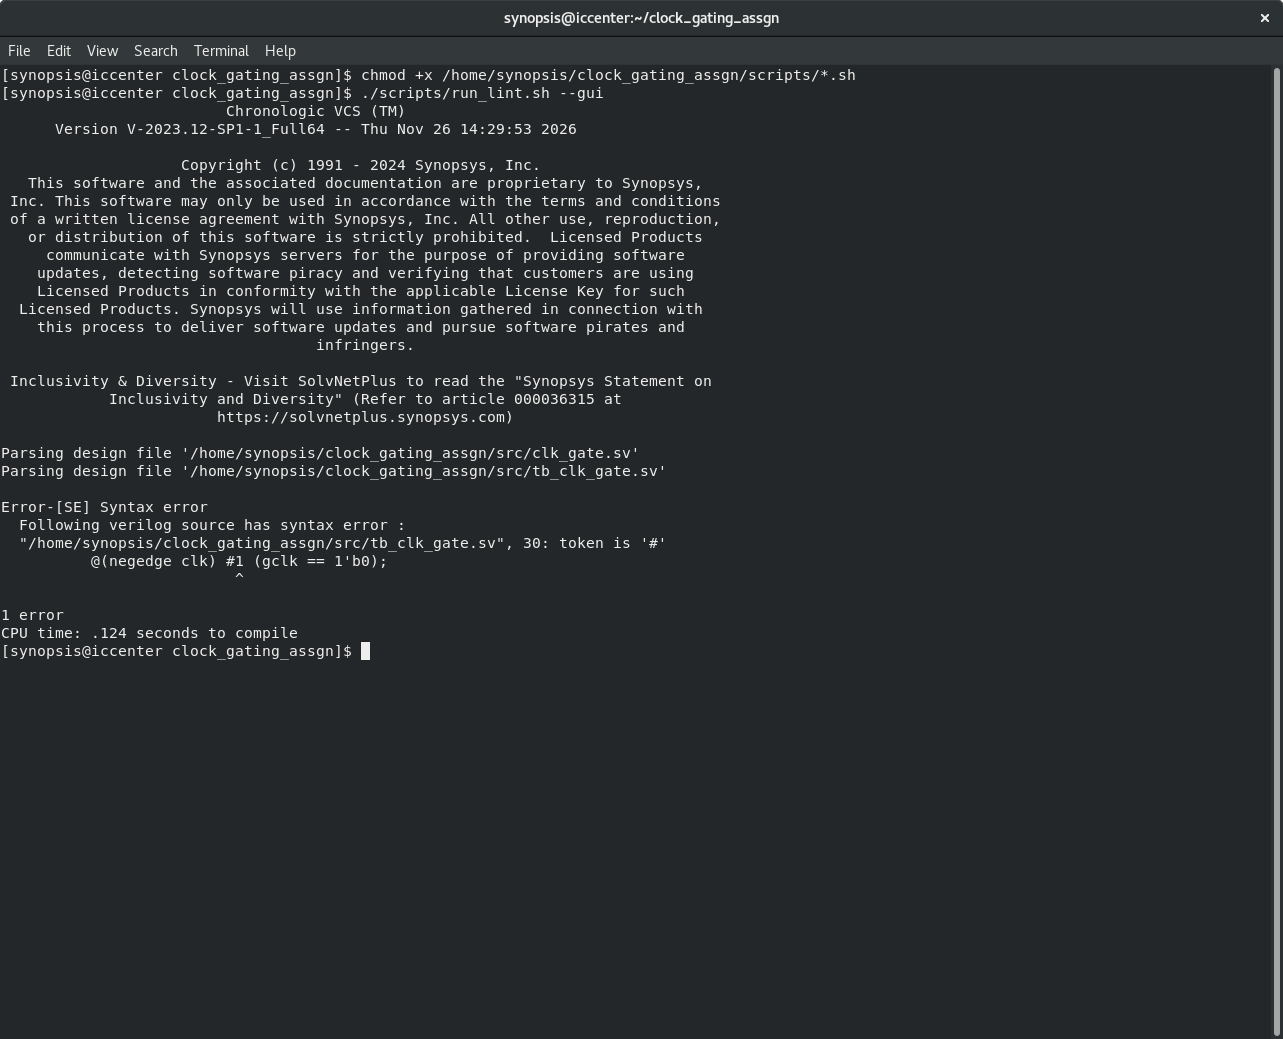 synopsis@iccenter:~/clock_gating_assgn ×
File Edit View Search Terminal Help
[synopsis@iccenter clock_gating_assgn]$ chmod +x /home/synopsis/clock_gating_assgn/scripts/*.sh
[synopsis@iccenter clock_gating_assgn]$ ./scripts/run_lint.sh --gui
                         Chronologic VCS (TM)
      Version V-2023.12-SP1-1_Full64 -- Thu Nov 26 14:29:53 2026

                    Copyright (c) 1991 - 2024 Synopsys, Inc.
   This software and the associated documentation are proprietary to Synopsys,
 Inc. This software may only be used in accordance with the terms and conditions
 of a written license agreement with Synopsys, Inc. All other use, reproduction,
   or distribution of this software is strictly prohibited.  Licensed Products
     communicate with Synopsys servers for the purpose of providing software
    updates, detecting software piracy and verifying that customers are using
    Licensed Products in conformity with the applicable License Key for such
  Licensed Products. Synopsys will use information gathered in connection with
    this process to deliver software updates and pursue software pirates and
                                   infringers.

 Inclusivity & Diversity - Visit SolvNetPlus to read the "Synopsys Statement on
            Inclusivity and Diversity" (Refer to article 000036315 at
                        https://solvnetplus.synopsys.com)

Parsing design file '/home/synopsis/clock_gating_assgn/src/clk_gate.sv'
Parsing design file '/home/synopsis/clock_gating_assgn/src/tb_clk_gate.sv'

Error-[SE] Syntax error
  Following verilog source has syntax error :
  "/home/synopsis/clock_gating_assgn/src/tb_clk_gate.sv", 30: token is '#'
          @(negedge clk) #1 (gclk == 1'b0);
                          ^

1 error
CPU time: .124 seconds to compile
[synopsis@iccenter clock_gating_assgn]$